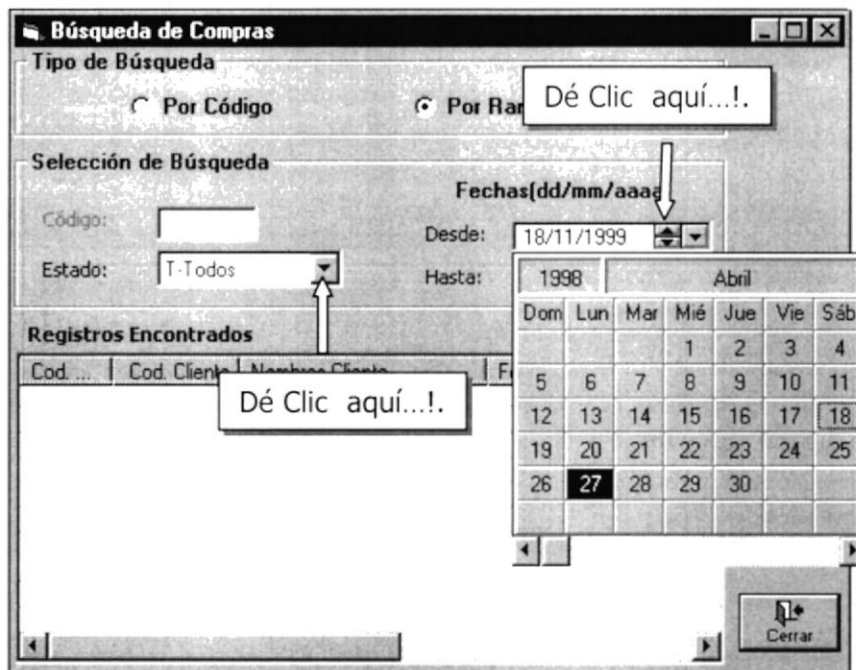 Búsqueda de Compras
Tipo de Búsqueda
Por Código
Por Ran
Dé Clic aquí...!.
Selección de Búsqueda
Fechas(dd/mm/aaaa
Código:
Desde: 18/11/1999
Estado: T-Todos
Hasta:
1998 Abril
Dom Lun Mar Mié Jue Vie Sáb
1 2 3 4
5 6 7 8 9 10 11
12 13 14 15 16 17 18
19 20 21 22 23 24 25
26 27 28 29 30
Registros Encontrados
Cod. ... Cod. Cliente Nombres Cliente
Dé Clic aquí...!.
Cerrar